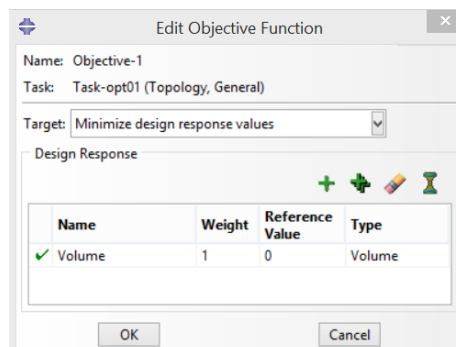 Edit Objective Function
Name: Objective-1
Task: Task-opt01 (Topology, General)
Target: Minimize design response values
Design Response
Name Weight Reference Value Type
Volume 1 0 Volume
OK Cancel